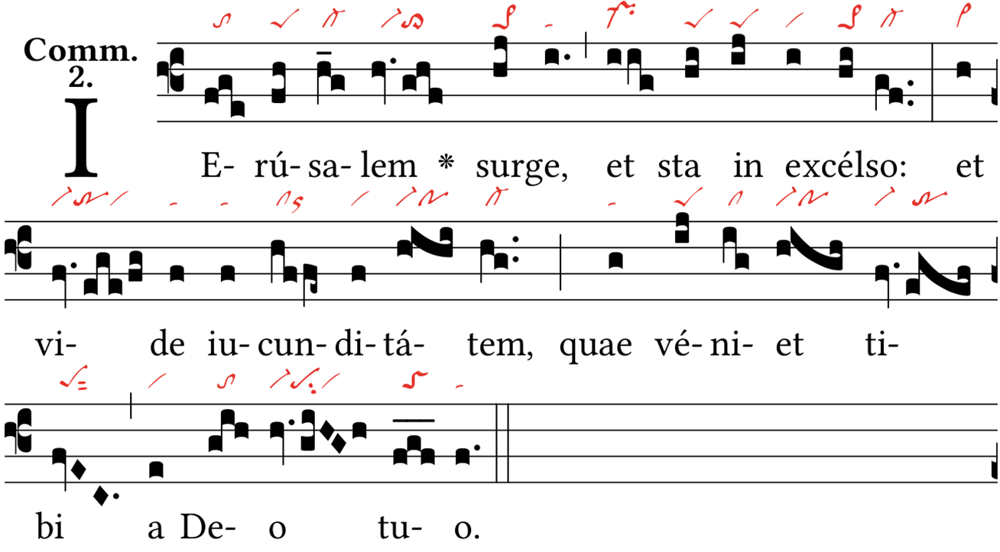 Comm.
2.
IE- rú- sa- lem * surge, et sta in excélso: et
vi- de iu- cun- di- tá- tem, quae vé- ni- et ti-
bi a De- o tu- o.